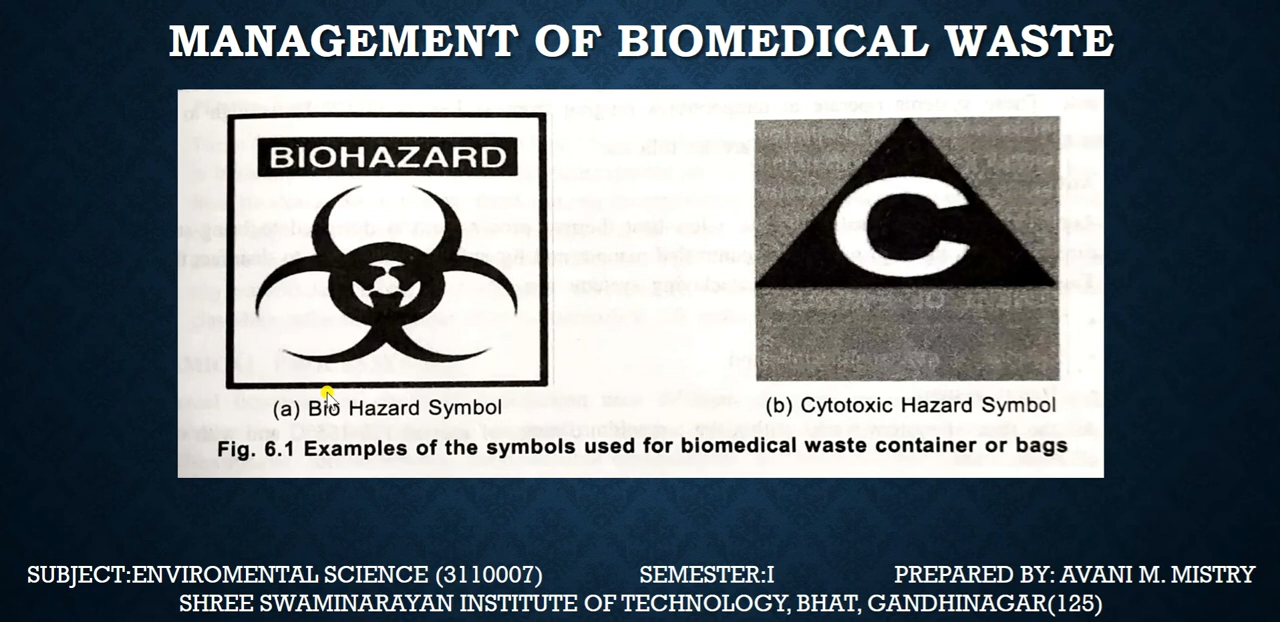 MANAGEMENT OF BIOMEDICAL WASTE
BIOHAZARD
C
(a) Bio Hazard Symbol
(b) Cytotoxic Hazard Symbol
Fig. 6.1 Examples of the symbols used for biomedical waste container or bags
SUBJECT:ENVIROMENTAL SCIENCE (3110007) SEMESTER:I PREPARED BY: AVANI M. MISTRY
SHREE SWAMINARAYAN INSTITUTE OF TECHNOLOGY, BHAT, GANDHINAGAR(125)